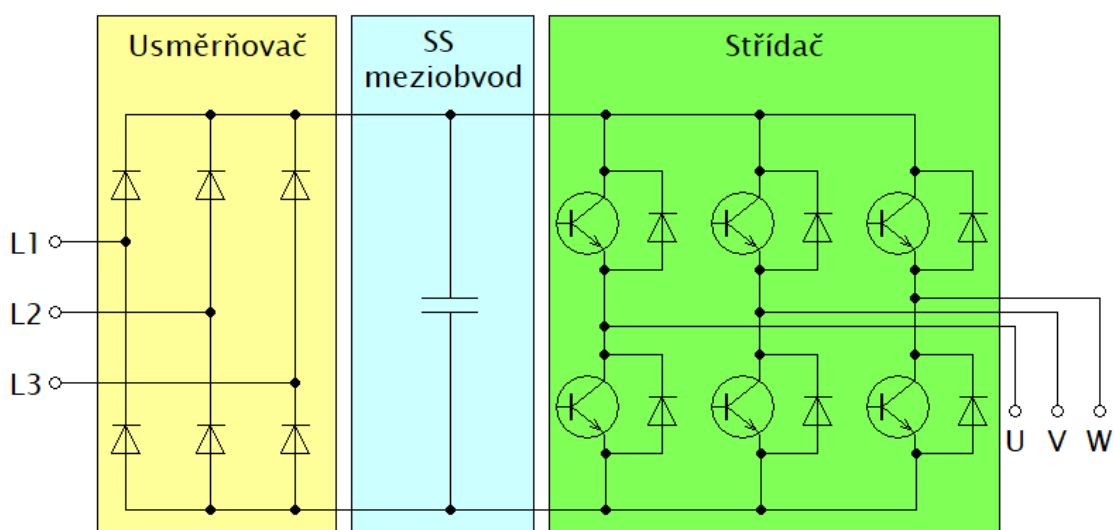 Usměrňovač
SS
meziobvod
Střídač
L1
L2
L3
U V W